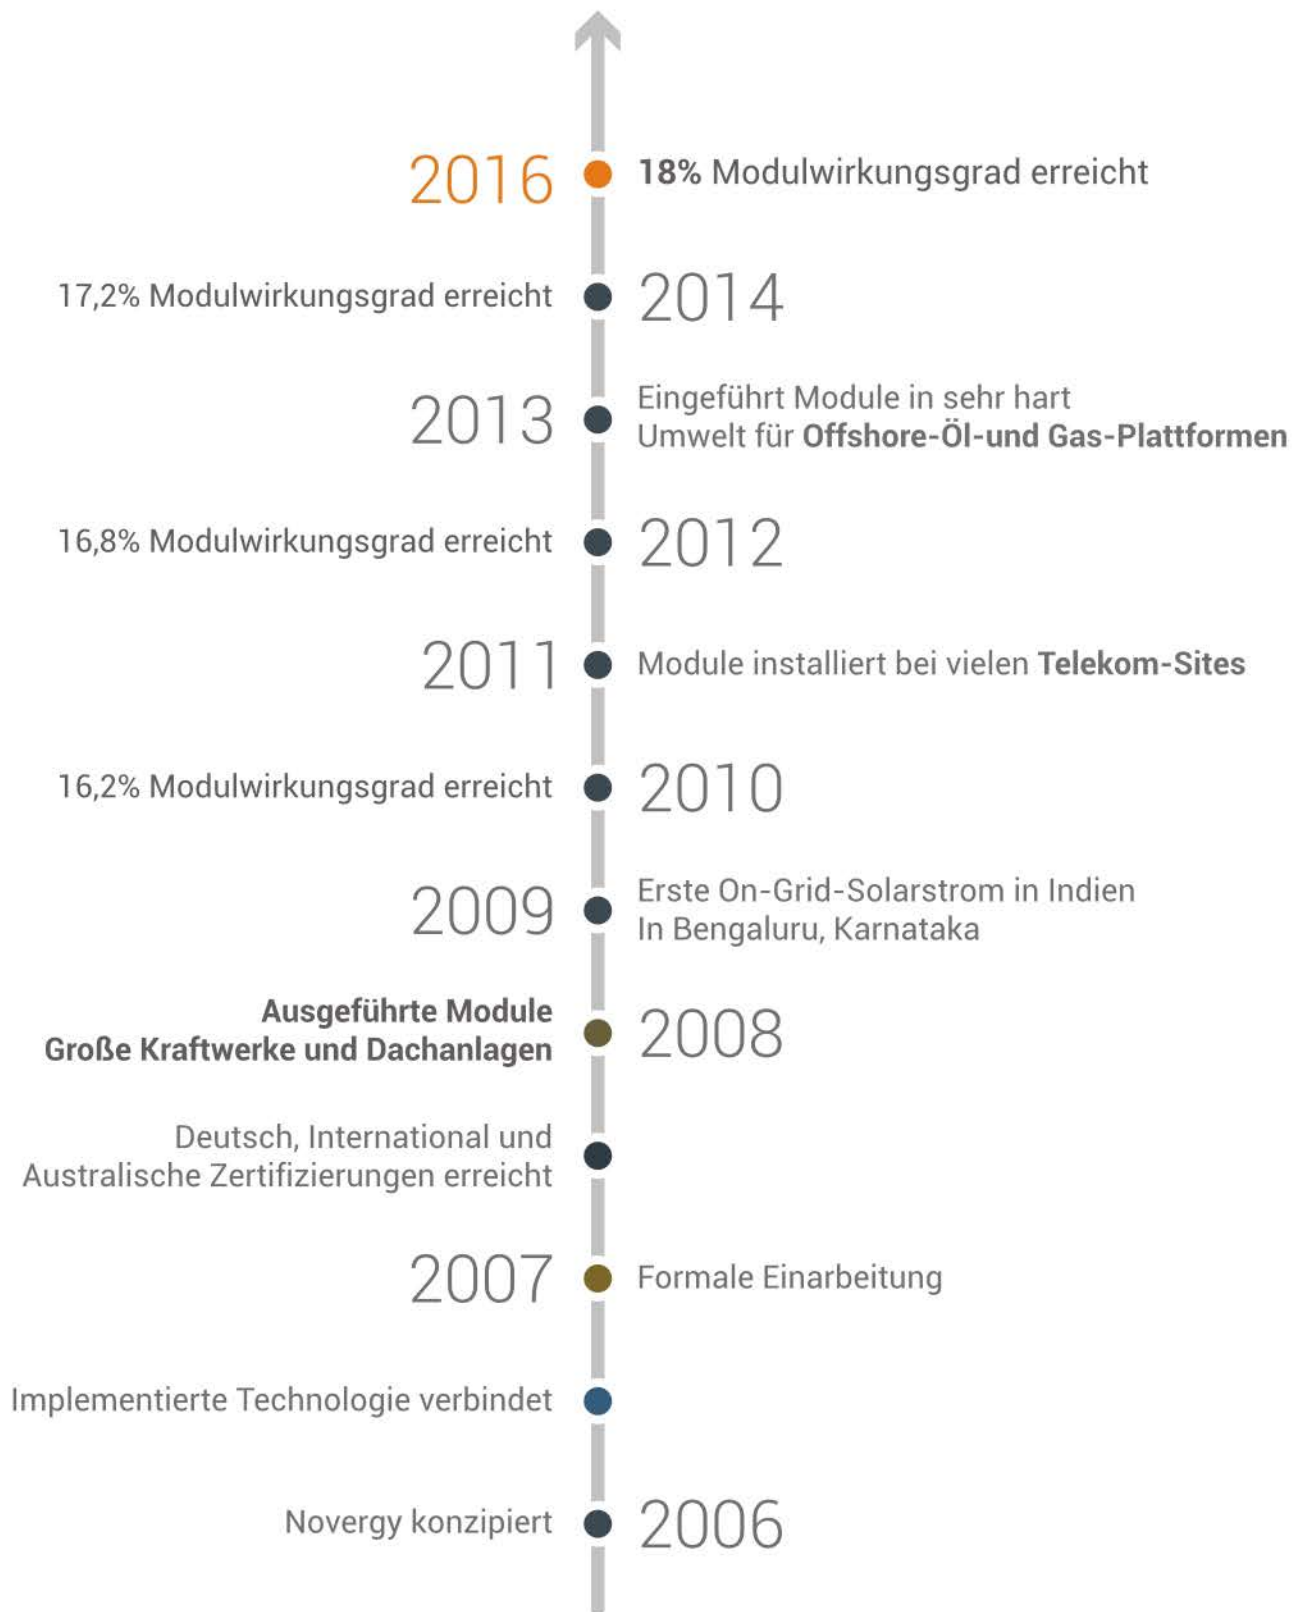 2016
18% Modulwirkungsgrad erreicht
17,2% Modulwirkungsgrad erreicht
2014
2013
Eingeführt Module in sehr hart
Umwelt für Offshore-Öl-und Gas-Plattformen
16,8% Modulwirkungsgrad erreicht
2012
2011
Module installiert bei vielen Telekom-Sites
16,2% Modulwirkungsgrad erreicht
2010
2009
Erste On-Grid-Solarstrom in Indien
In Bengaluru, Karnataka
Ausgeführte Module
Große Kraftwerke und Dachanlagen
2008
Deutsch, International und
Australische Zertifizierungen erreicht
2007
Formale Einarbeitung
Implementierte Technologie verbindet
Novergy konzipiert
2006